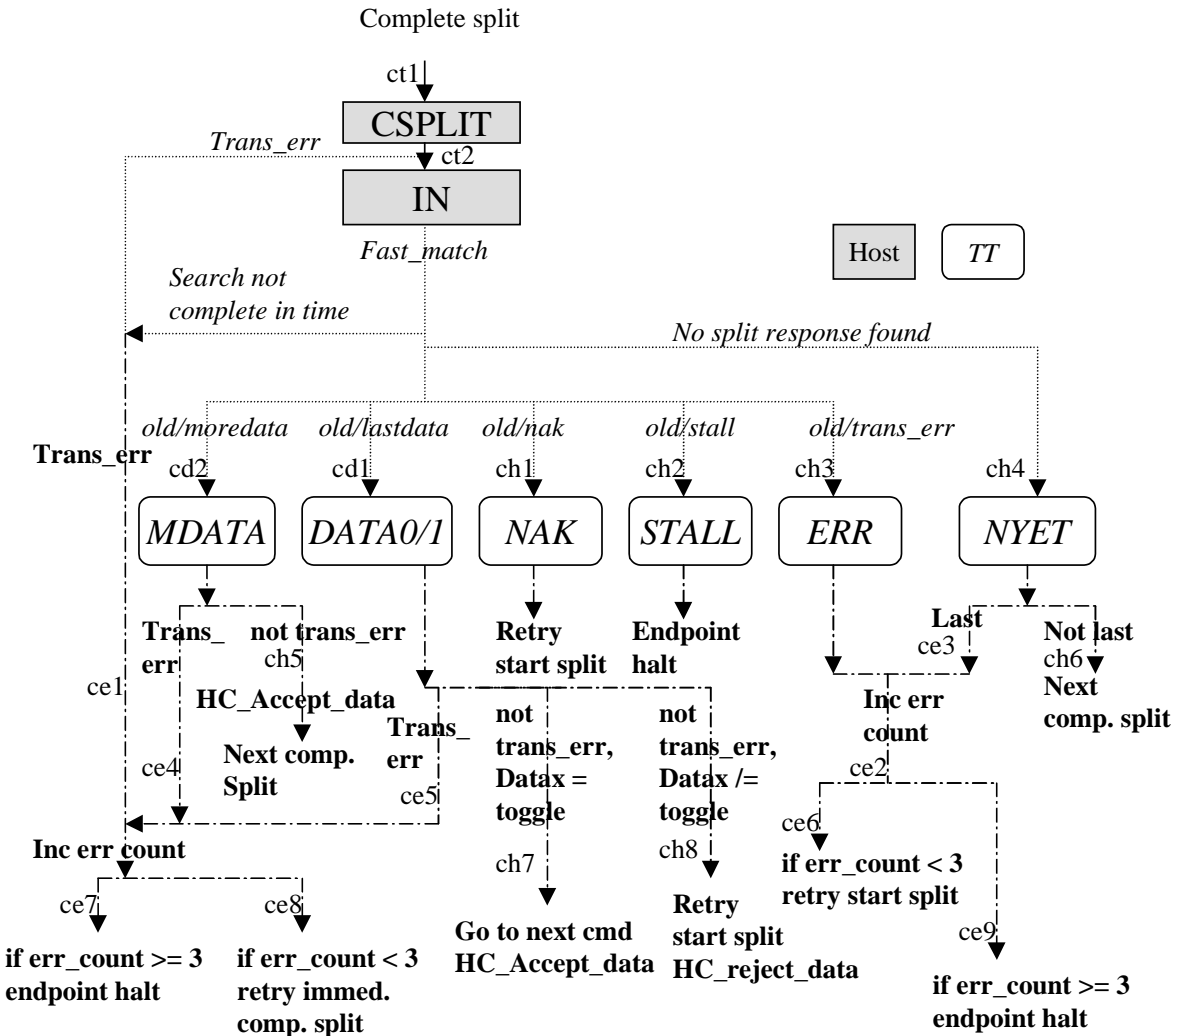 Complete split
ct1
CSPLIT
Trans_err
ct2
IN
Fast_match
Host
TT
Search not
complete in time
No split response found
old/moredata
old/lastdata
old/nak
old/stall
old/trans_err
Trans_err
cd2
cd1
ch1
ch2
ch3
ch4
MDATA
DATA0/1
NAK
STALL
ERR
NYET
Trans_
err
not trans_err
ch5
HC_Accept_data
Next comp.
Split
Retry
start split
Endpoint
halt
Last
ce3
Not last
ch6
Next
comp. split
ce1
ce4
Trans_
err
ce5
not
trans_err,
Datax =
toggle
ch7
not
trans_err,
Datax /=
toggle
ch8
Inc err
count
ce2
ce6
if err_count < 3
retry start split
Inc err count
ce7
ce8
Go to next cmd
HC_Accept_data
Retry
start split
HC_reject_data
ce9
if err_count >= 3
endpoint halt
if err_count < 3
retry immed.
comp. split
if err_count >= 3
endpoint halt